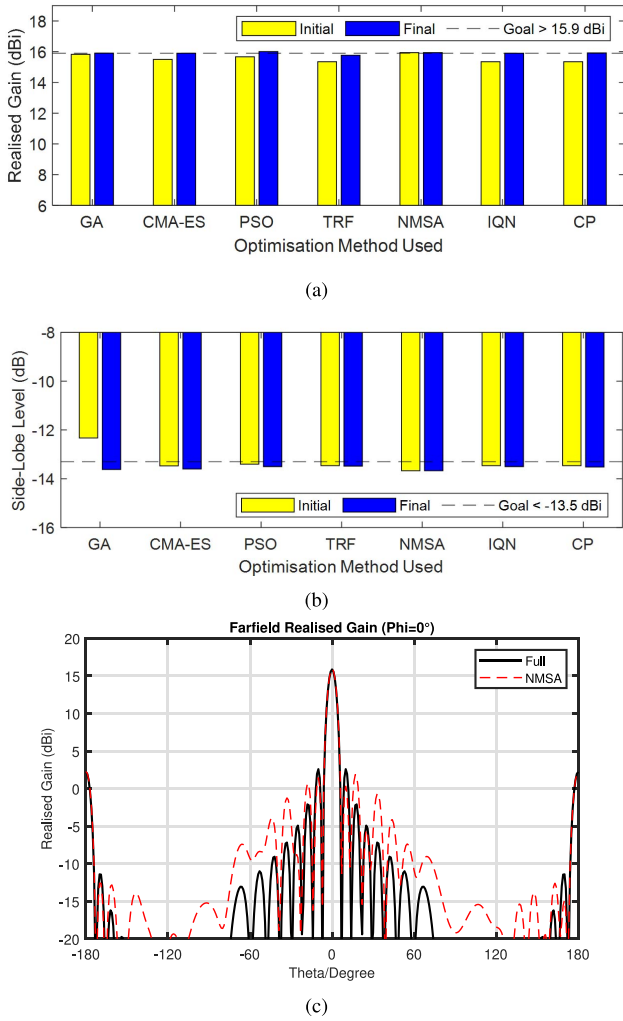 Initial
Final
Goal > 15.9 dBi
Realised Gain (dBi)
18
16
14
12
10
8
6
GA
CMA-ES
PSO
TRF
NMSA
IQN
CP
Optimisation Method Used
(a)
Side-Lobe Level (dB)
-8
-10
-12
-14
-16
Initial
Final
Goal < -13.5 dBi
GA
CMA-ES
PSO
TRF
NMSA
IQN
CP
Optimisation Method Used
(b)
Farfield Realised Gain (Phi=0°)
Full
NMSA
Realised Gain (dBi)
20
15
10
5
0
-5
-10
-15
-20
-180
-120
-60
0
60
120
180
Theta/Degree
(c)